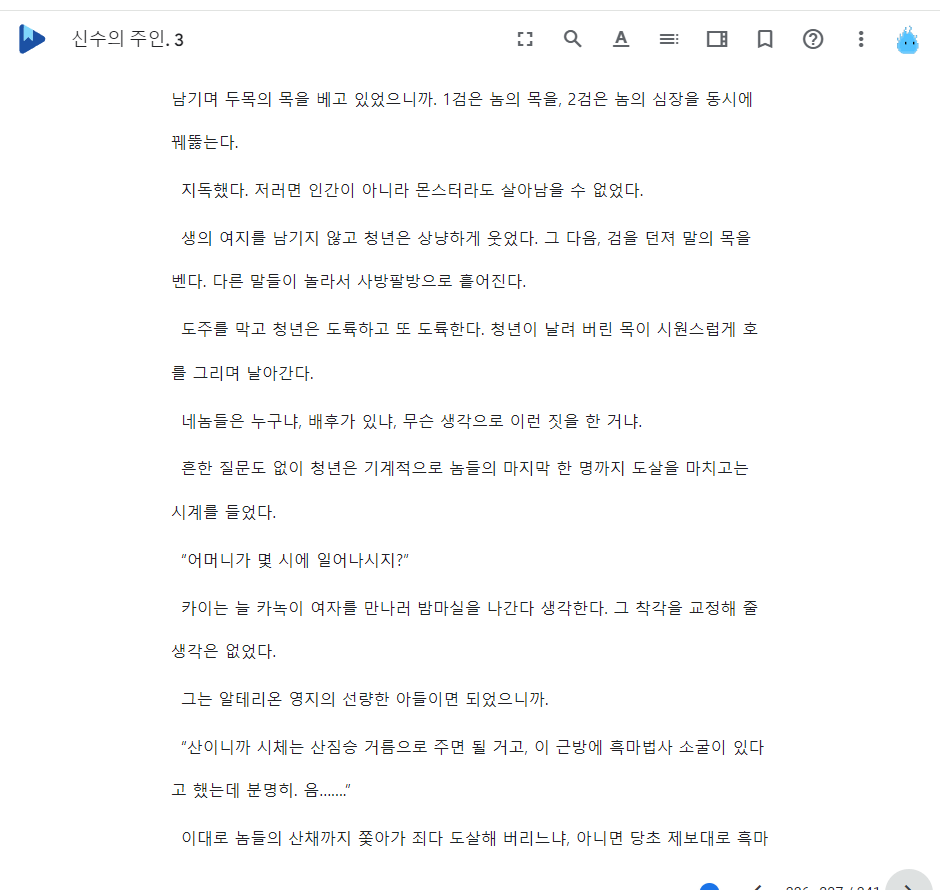 신수의 주인. 3
남기며 두목의 목을 베고 있었으니까. 1검은 놈의 목을, 2검은 놈의 심장을 동시에
꿰뚫는다.
지독했다. 저러면 인간이 아니라 몬스터라도 살아남을 수 없었다.
생의 여지를 남기지 않고 청년은 상냥하게 웃었다. 그 다음, 검을 던져 말의 목을
벤다. 다른 말들이 놀라서 사방팔방으로 흩어진다.
도주를 막고 청년은 도륙하고 또 도륙한다. 청년이 날려 버린 목이 시원스럽게 호
를 그리며 날아간다.
네놈들은 누구냐, 배후가 있냐, 무슨 생각으로 이런 짓을 한 거냐.
흔한 질문도 없이 청년은 기계적으로 놈들의 마지막 한 명까지 도살을 마치고는
시계를 들었다.
“어머니가 몇 시에 일어나시지?”
카이는 늘 카녹이 여자를 만나러 밤마실을 나간다 생각한다. 그 착각을 교정해 줄
생각은 없었다.
그는 알테리온 영지의 선량한 아들이면 되었으니까.
“산이니까 시체는 산짐승 거름으로 주면 될 거고, 이 근방에 흑마법사 소굴이 있다
고 했는데 분명히. 음…….”
이대로 놈들의 산채까지 쫓아가 죄다 도살해 버리느냐, 아니면 당초 제보대로 흑마